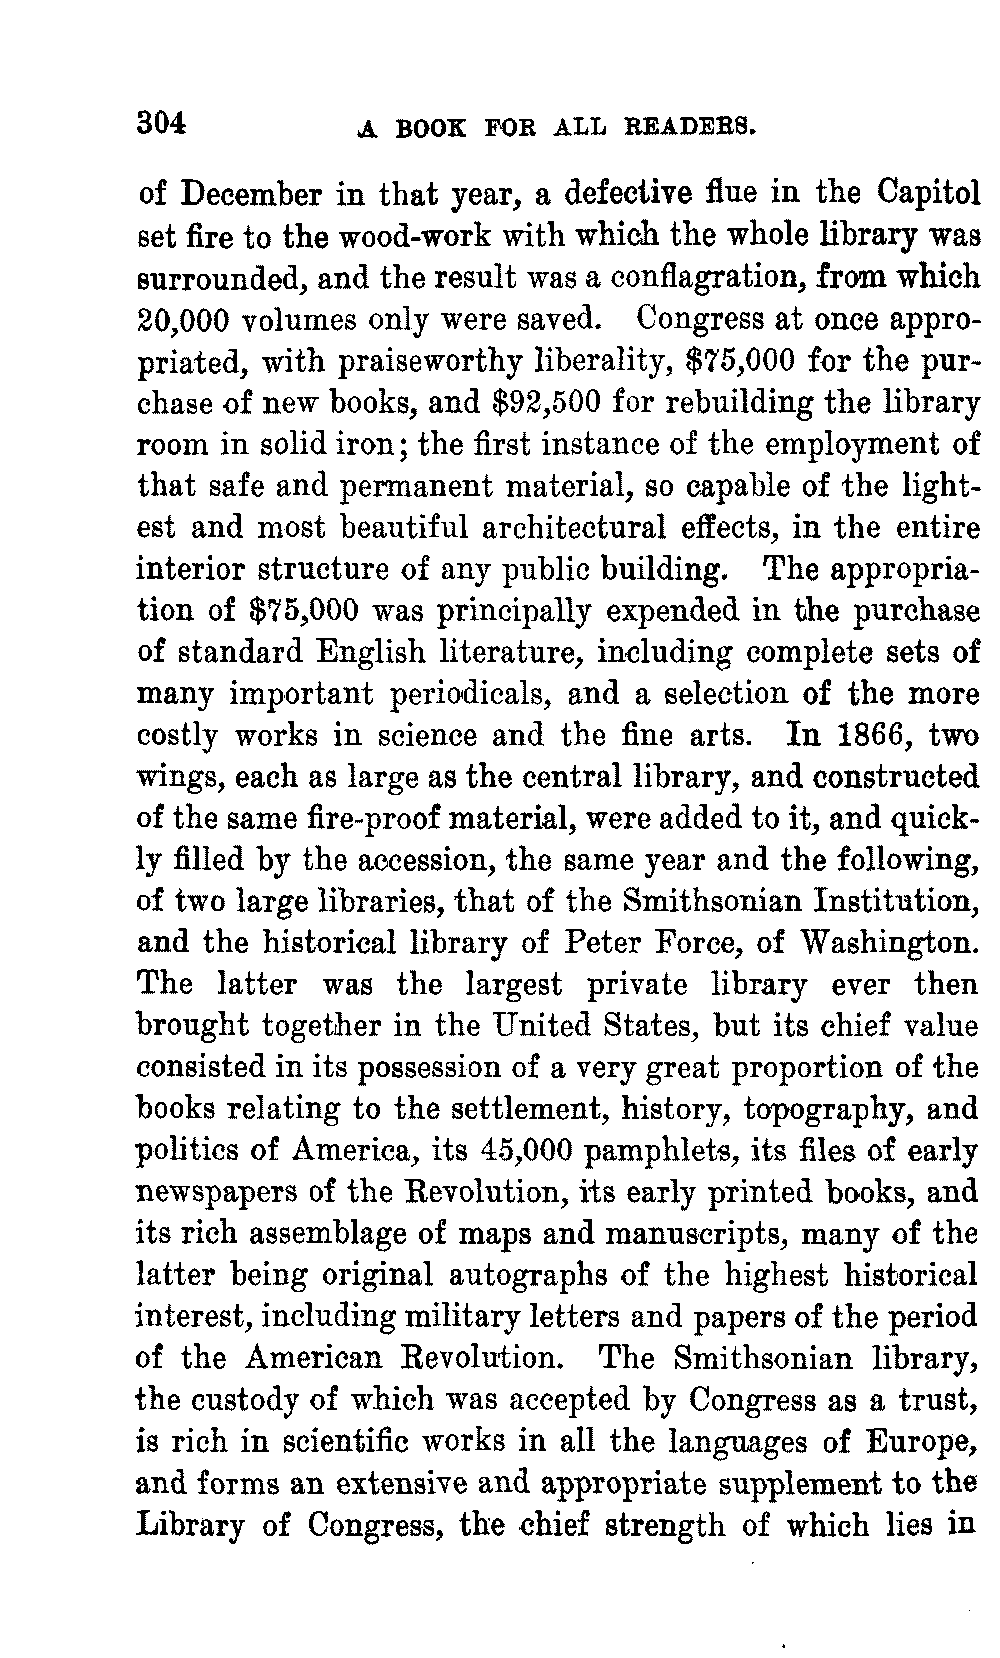 304 A BOOK FOR ALL READERS.
of December in that year, a defective flue in the Capitol
set fire to the wood-work with which the whole library was
surrounded, and the result was a conflagration, from which
20,000 volumes only were saved. Congress at once appro-
priated, with praiseworthy liberality, $75,000 for the pur-
chase of new books, and $92,500 for rebuilding the library
room in solid iron; the first instance of the employment of
that safe and permanent material, so capable of the light-
est and most beautiful architectural effects, in the entire
interior structure of any public building. The appropria-
tion of $75,000 was principally expended in the purchase
of standard English literature, including complete sets of
many important periodicals, and a selection of the more
costly works in science and the fine arts. In 1866, two
wings, each as large as the central library, and constructed
of the same fire-proof material, were added to it, and quick-
ly filled by the accession, the same year and the following,
of two large libraries, that of the Smithsonian Institution,
and the historical library of Peter Force, of Washington.
The latter was the largest private library ever then
brought together in the United States, but its chief value
consisted in its possession of a very great proportion of the
books relating to the settlement, history, topography, and
politics of America, its 45,000 pamphlets, its files of early
newspapers of the Revolution, its early printed books, and
its rich assemblage of maps and manuscripts, many of the
latter being original autographs of the highest historical
interest, including military letters and papers of the period
of the American Revolution. The Smithsonian library,
the custody of which was accepted by Congress as a trust,
is rich in scientific works in all the languages of Europe,
and forms an extensive and appropriate supplement to the
Library of Congress, the chief strength of which lies in